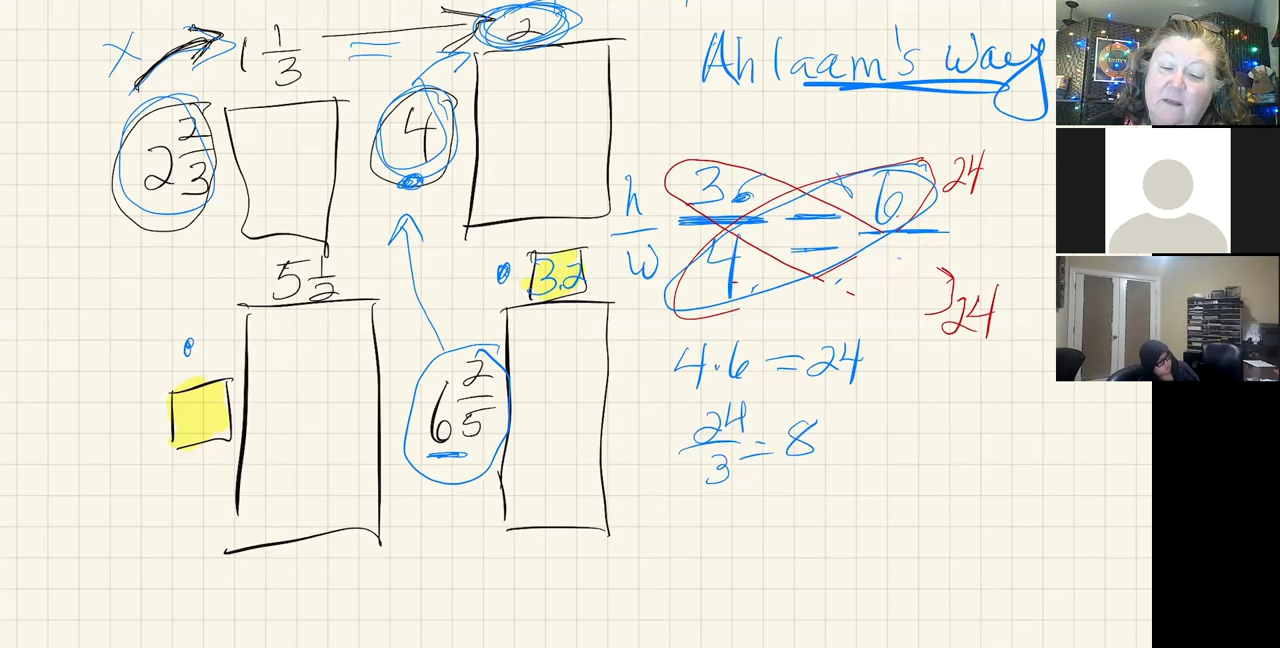 x → 1 1/3 = 2
Ahlaam's Way
2 2/3
4
h/w
3/4 = 6
24
24
5 1/2
3.2
6 2/5
4·6 = 24
24/3 = 8